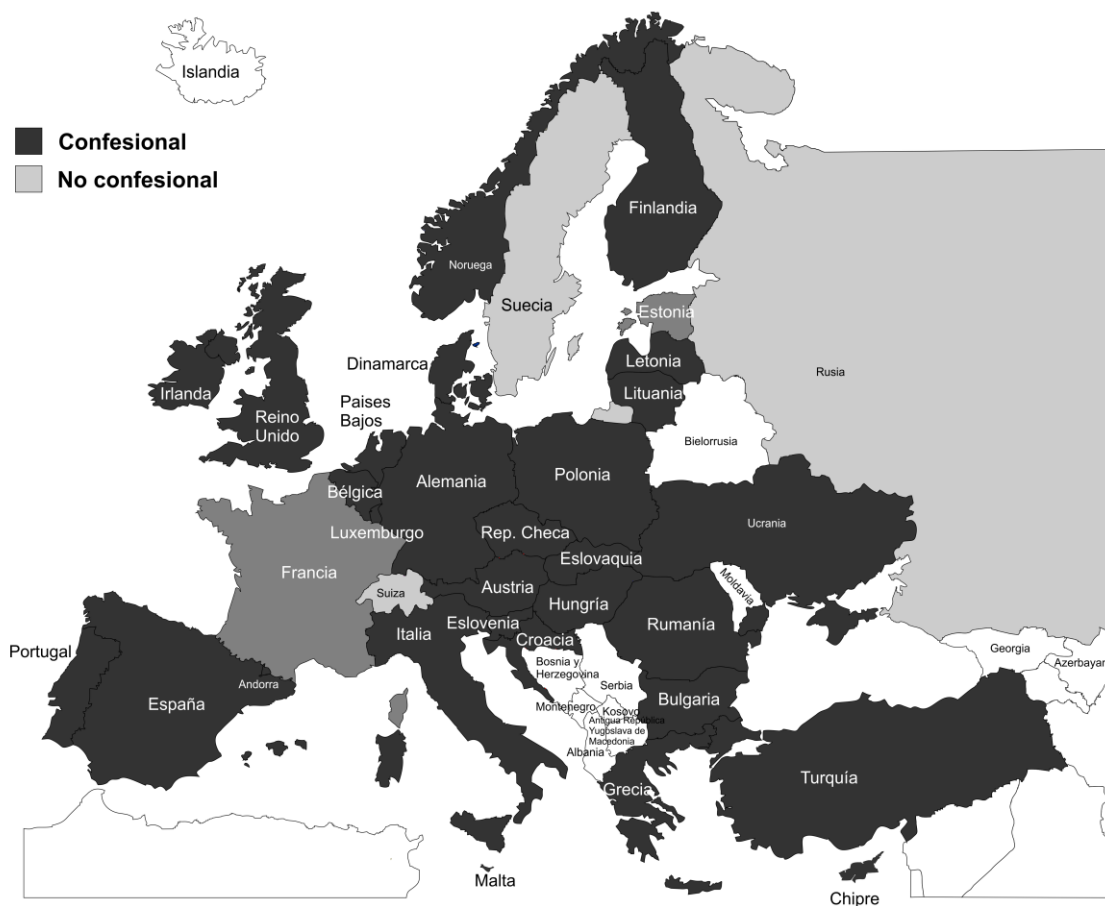 Islandia
Confesional
No confesional
Finlandia
Noruega
Suecia
Estonia
Dinamarca
Letonia
Rusia
Irlanda
Lituania
Paises
Bajos
Reino
Unido
Bielorrusia
Polonia
Alemania
Bélgica
Ucrania
Luxemburgo
Rep. Checa
Eslovaquia
Francia
Moldavia
Suiza
Austria
Hungría
Eslovenia
Rumanía
Italia
Croacia
Portugal
Georgia
Bosnia y
Herzegovina
Azerbayan
Andorra
Serbia
España
Bulgaria
Montenegro
Kosovo
Antigua República
Yugoslava de
Macedonia
Albania
Turquía
Grecia
Malta
Chipre